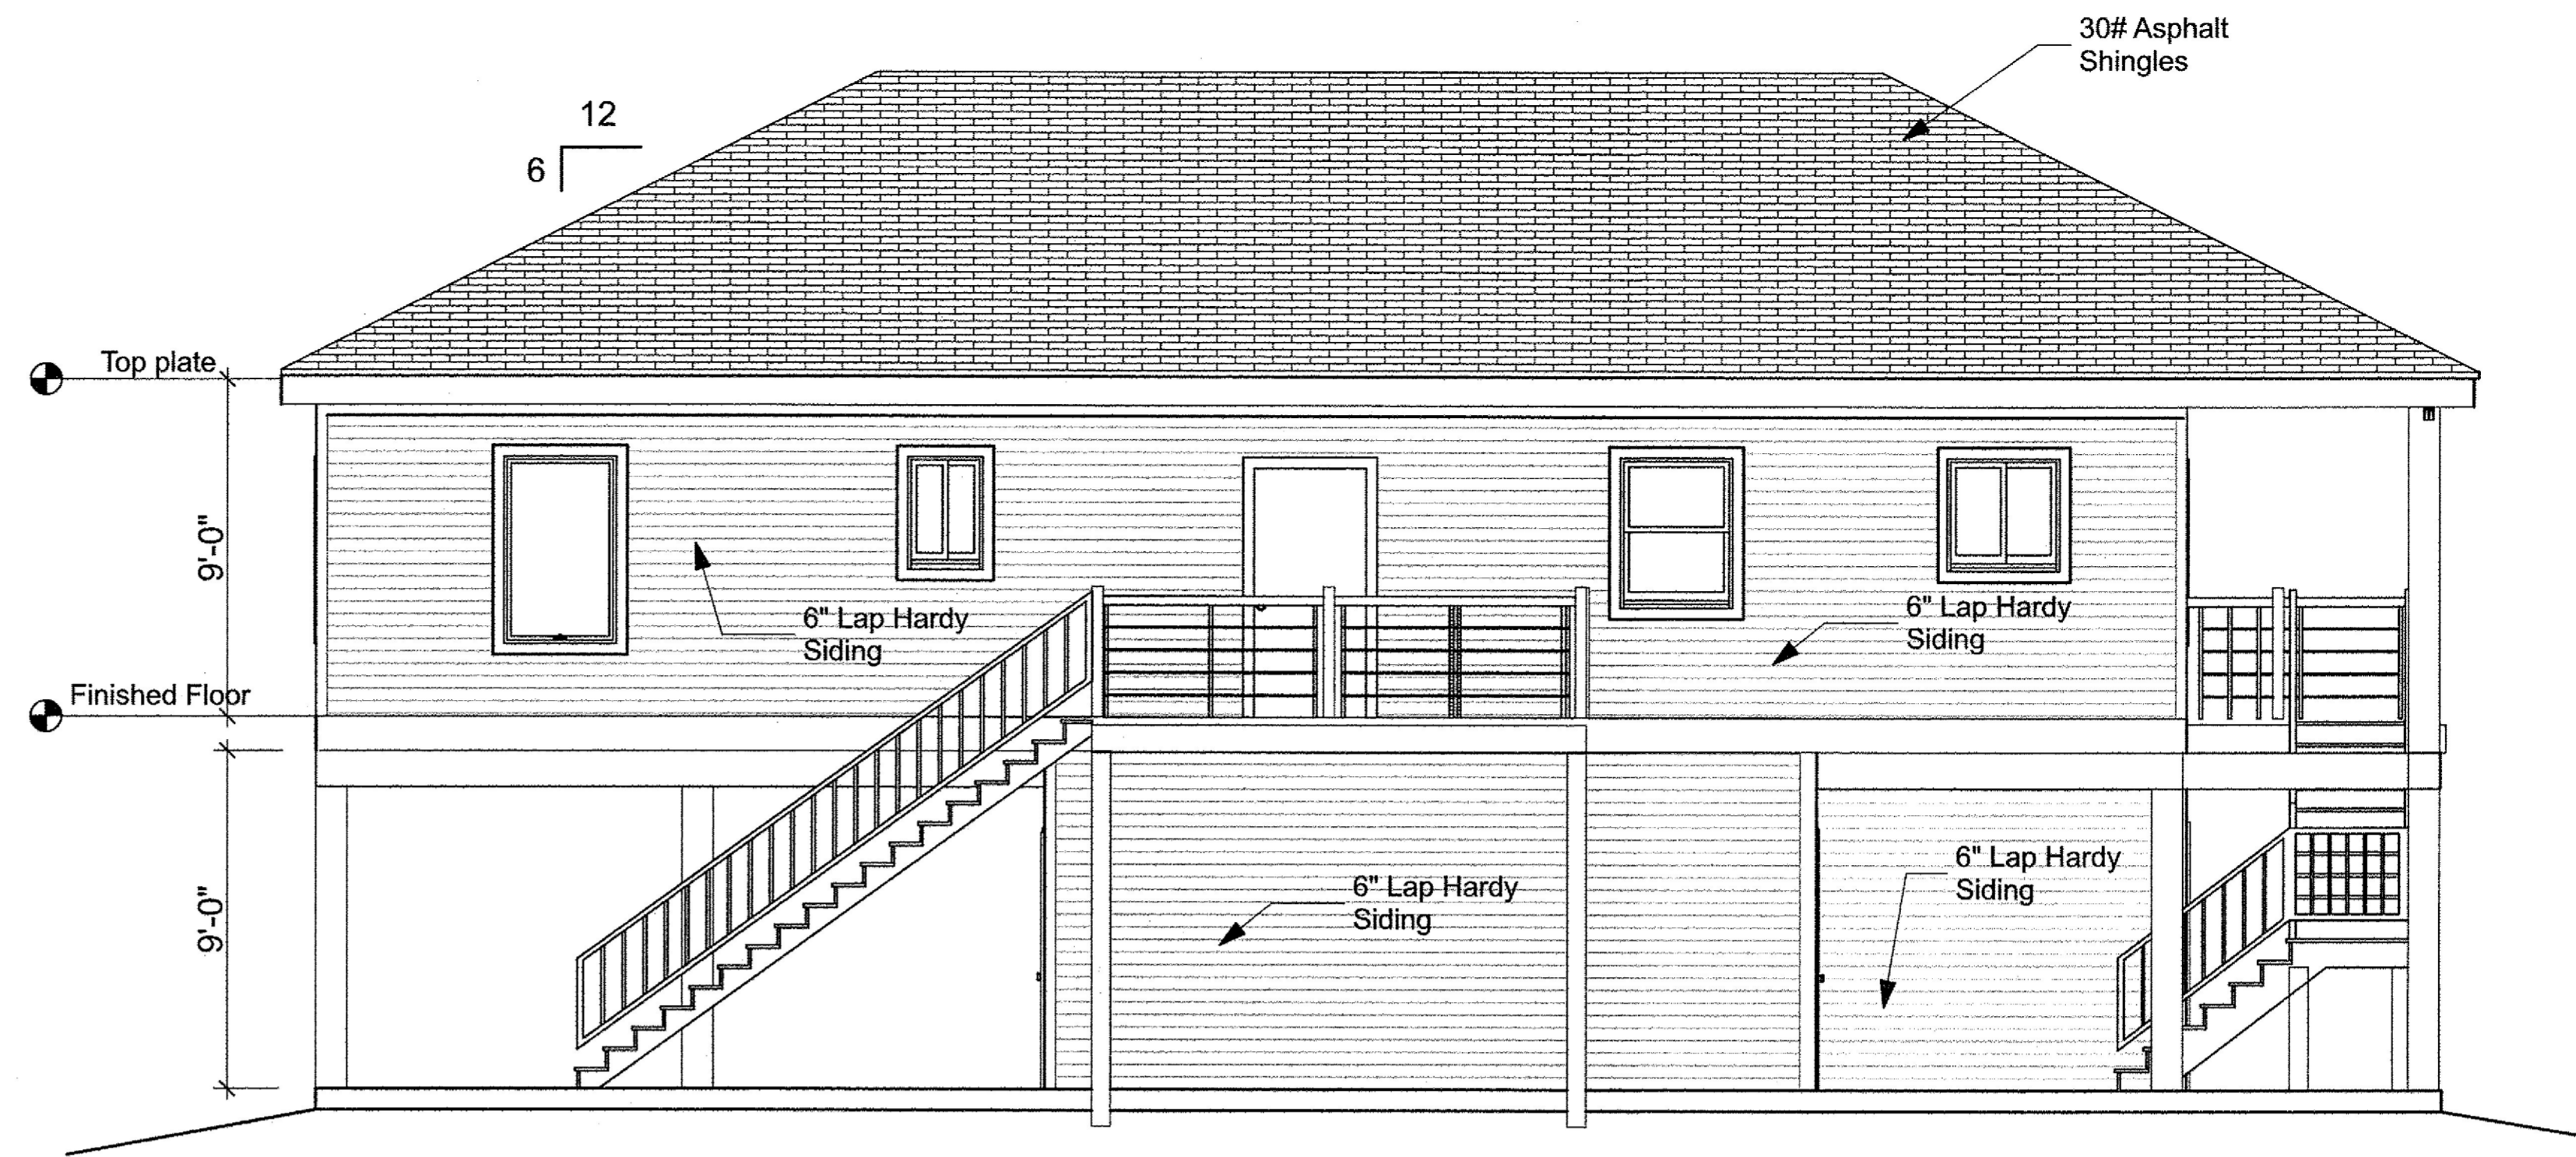 30# Asphalt
Shingles
12
6
Top plate
9'-0"
6" Lap Hardy
Siding
6" Lap Hardy
Siding
Finished Floor
9'-0"
6" Lap Hardy
Siding
6" Lap Hardy
Siding